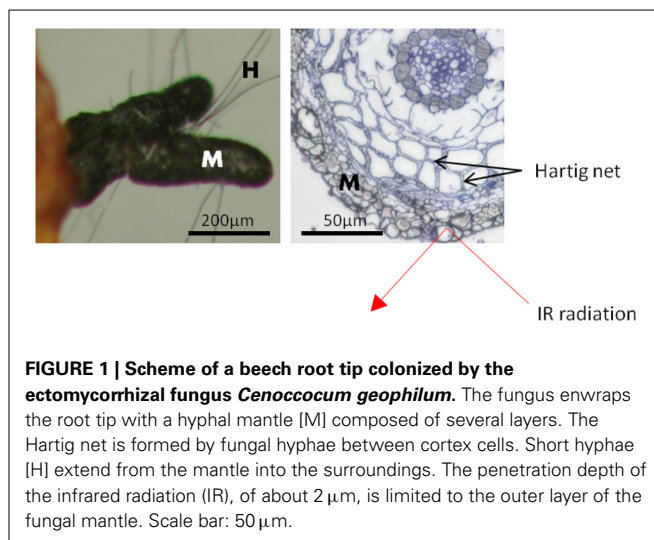 H
M
200µm
M
50µm
Hartig net
IR radiation
FIGURE 1 | Scheme of a beech root tip colonized by the
ectomycorrhizal fungus Cenoccocum geophilum. The fungus enwraps
the root tip with a hyphal mantle [M] composed of several layers. The
Hartig net is formed by fungal hyphae between cortex cells. Short hyphae
[H] extend from the mantle into the surroundings. The penetration depth of
the infrared radiation (IR), of about 2 µm, is limited to the outer layer of the
fungal mantle. Scale bar: 50 µm.